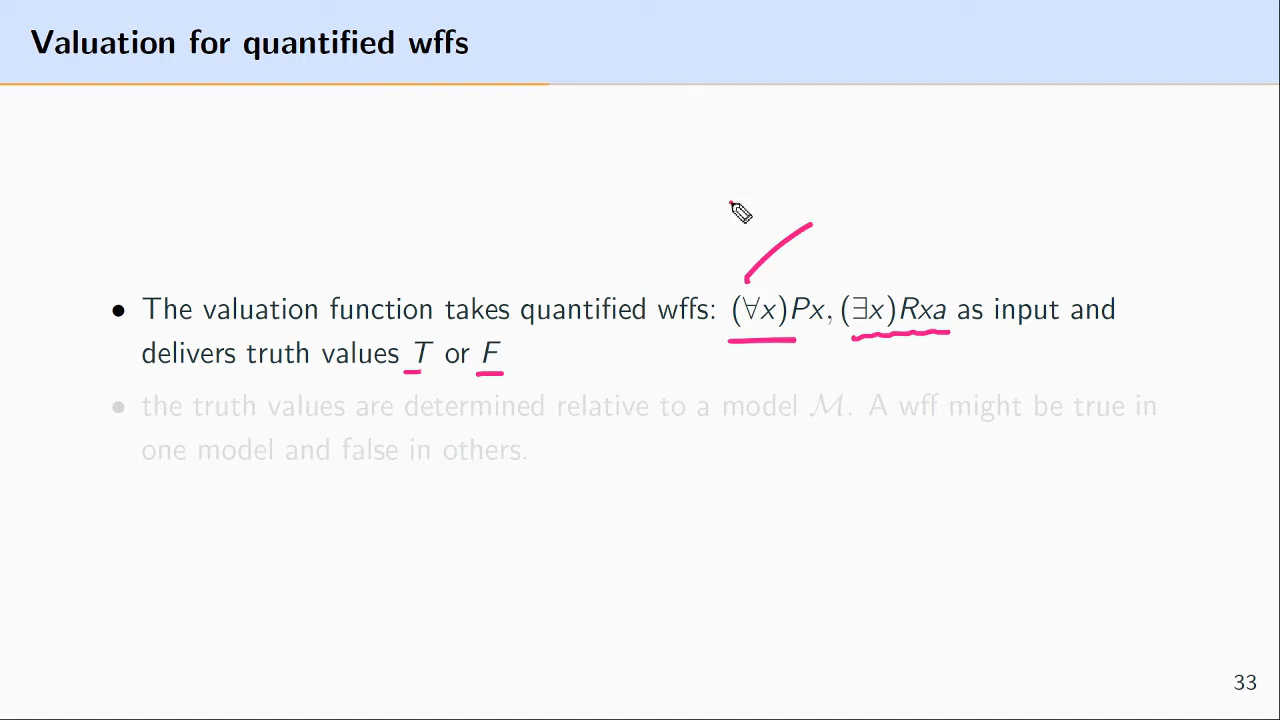 Valuation for quantified wffs
• The valuation function takes quantified wffs: (∀x)Px, (∃x)Rxa as input and
delivers truth values T or F
• the truth values are determined relative to a model ℳ. A wff might be true in
one model and false in others.
33